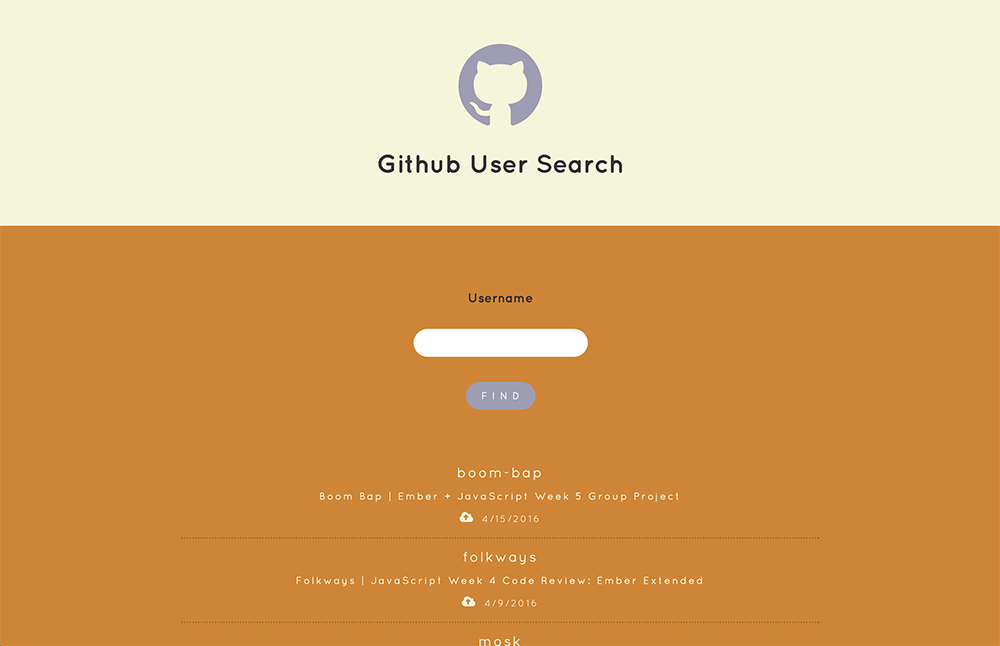 Github User Search
Username
FIND
boom-bap
Boom Bap | Ember + JavaScript Week 5 Group Project
4/15/2016
folkways
Folkways | JavaScript Week 4 Code Review: Ember Extended
4/9/2016
mosk